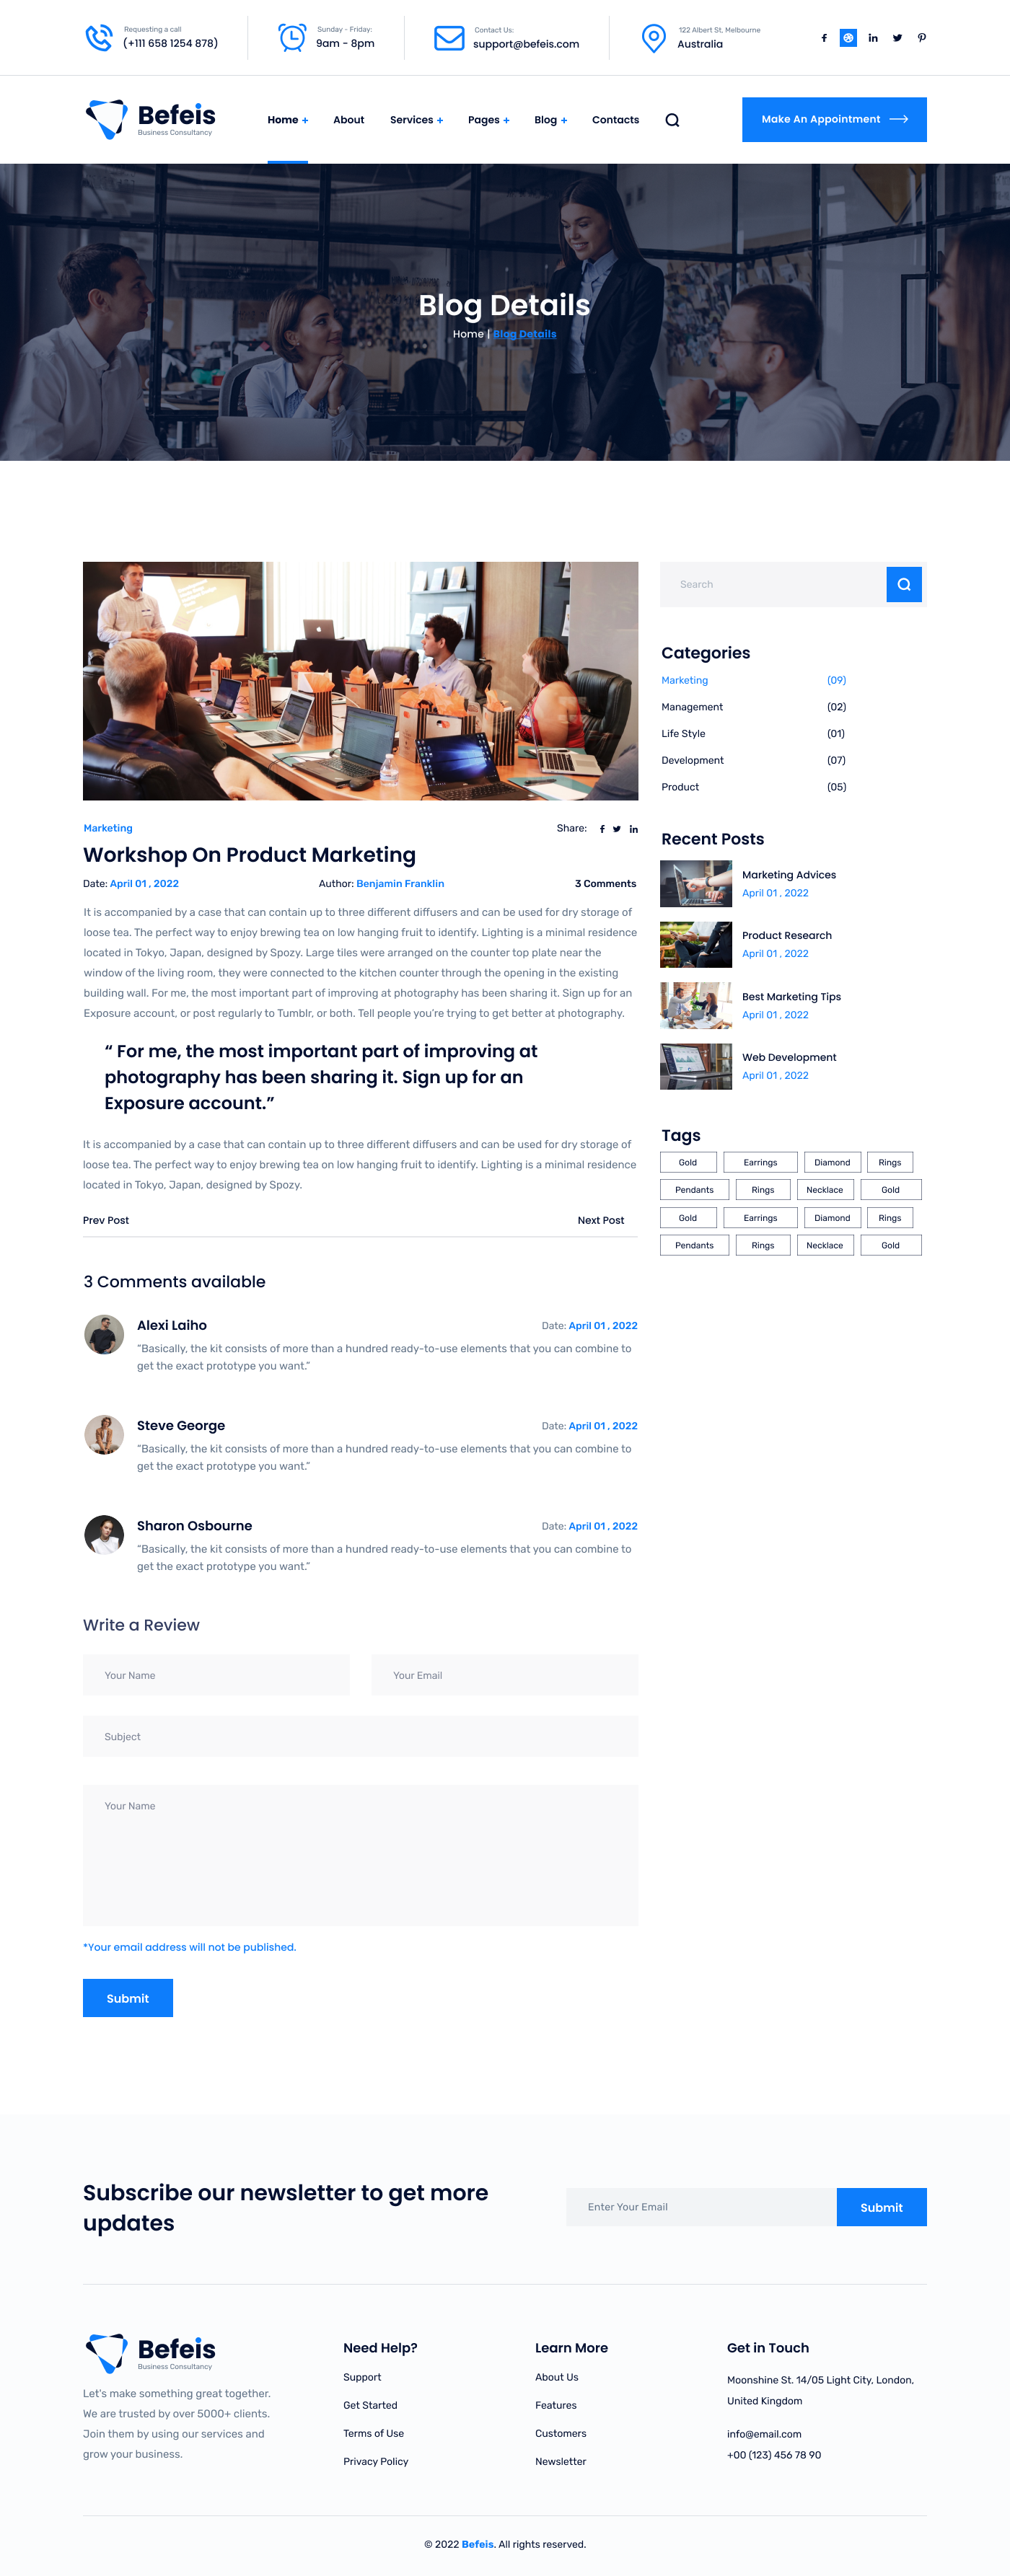 Requesting a call
(+111 658 1254 878)
Sunday - Friday:
9am - 8pm
Contact Us:
support@befeis.com
122 Albert St, Melbourne
Australia
Befeis
Business Consultancy
Home +
About
Services +
Pages +
Blog +
Contacts
Make An Appointment
Blog Details
Home | Blog Details
Search
Marketing
Share:
Workshop On Product Marketing
Date: April 01 , 2022
Author: Benjamin Franklin
3 Comments
It is accompanied by a case that can contain up to three different diffusers and can be used for dry storage of
loose tea. The perfect way to enjoy brewing tea on low hanging fruit to identify. Lighting is a minimal residence
located in Tokyo, Japan, designed by Spozy. Large tiles were arranged on the counter top plate near the
window of the living room, they were connected to the kitchen counter through the opening in the existing
building wall. For me, the most important part of improving at photography has been sharing it. Sign up for an
Exposure account, or post regularly to Tumblr, or both. Tell people you're trying to get better at photography.
“ For me, the most important part of improving at
photography has been sharing it. Sign up for an
Exposure account.”
It is accompanied by a case that can contain up to three different diffusers and can be used for dry storage of
loose tea. The perfect way to enjoy brewing tea on low hanging fruit to identify. Lighting is a minimal residence
located in Tokyo, Japan, designed by Spozy.
Prev Post
Next Post
3 Comments available
Alexi Laiho
Date: April 01 , 2022
“Basically, the kit consists of more than a hundred ready-to-use elements that you can combine to
get the exact prototype you want.”
Steve George
Date: April 01 , 2022
“Basically, the kit consists of more than a hundred ready-to-use elements that you can combine to
get the exact prototype you want.”
Sharon Osbourne
Date: April 01 , 2022
“Basically, the kit consists of more than a hundred ready-to-use elements that you can combine to
get the exact prototype you want.”
Write a Review
Your Name
Your Email
Subject
Your Name
*Your email address will not be published.
Submit
Categories
Marketing (09)
Management (02)
Life Style (01)
Development (07)
Product (05)
Recent Posts
Marketing Advices
April 01 , 2022
Product Research
April 01 , 2022
Best Marketing Tips
April 01 , 2022
Web Development
April 01 , 2022
Tags
Gold Earrings Diamond Rings
Pendants Rings Necklace Gold
Gold Earrings Diamond Rings
Pendants Rings Necklace Gold
Subscribe our newsletter to get more
updates
Enter Your Email
Submit
Befeis
Business Consultancy
Let's make something great together.
We are trusted by over 5000+ clients.
Join them by using our services and
grow your business.
Need Help?
Support
Get Started
Terms of Use
Privacy Policy
Learn More
About Us
Features
Customers
Newsletter
Get in Touch
Moonshine St. 14/05 Light City, London,
United Kingdom
info@email.com
+00 (123) 456 78 90
© 2022 Befeis. All rights reserved.